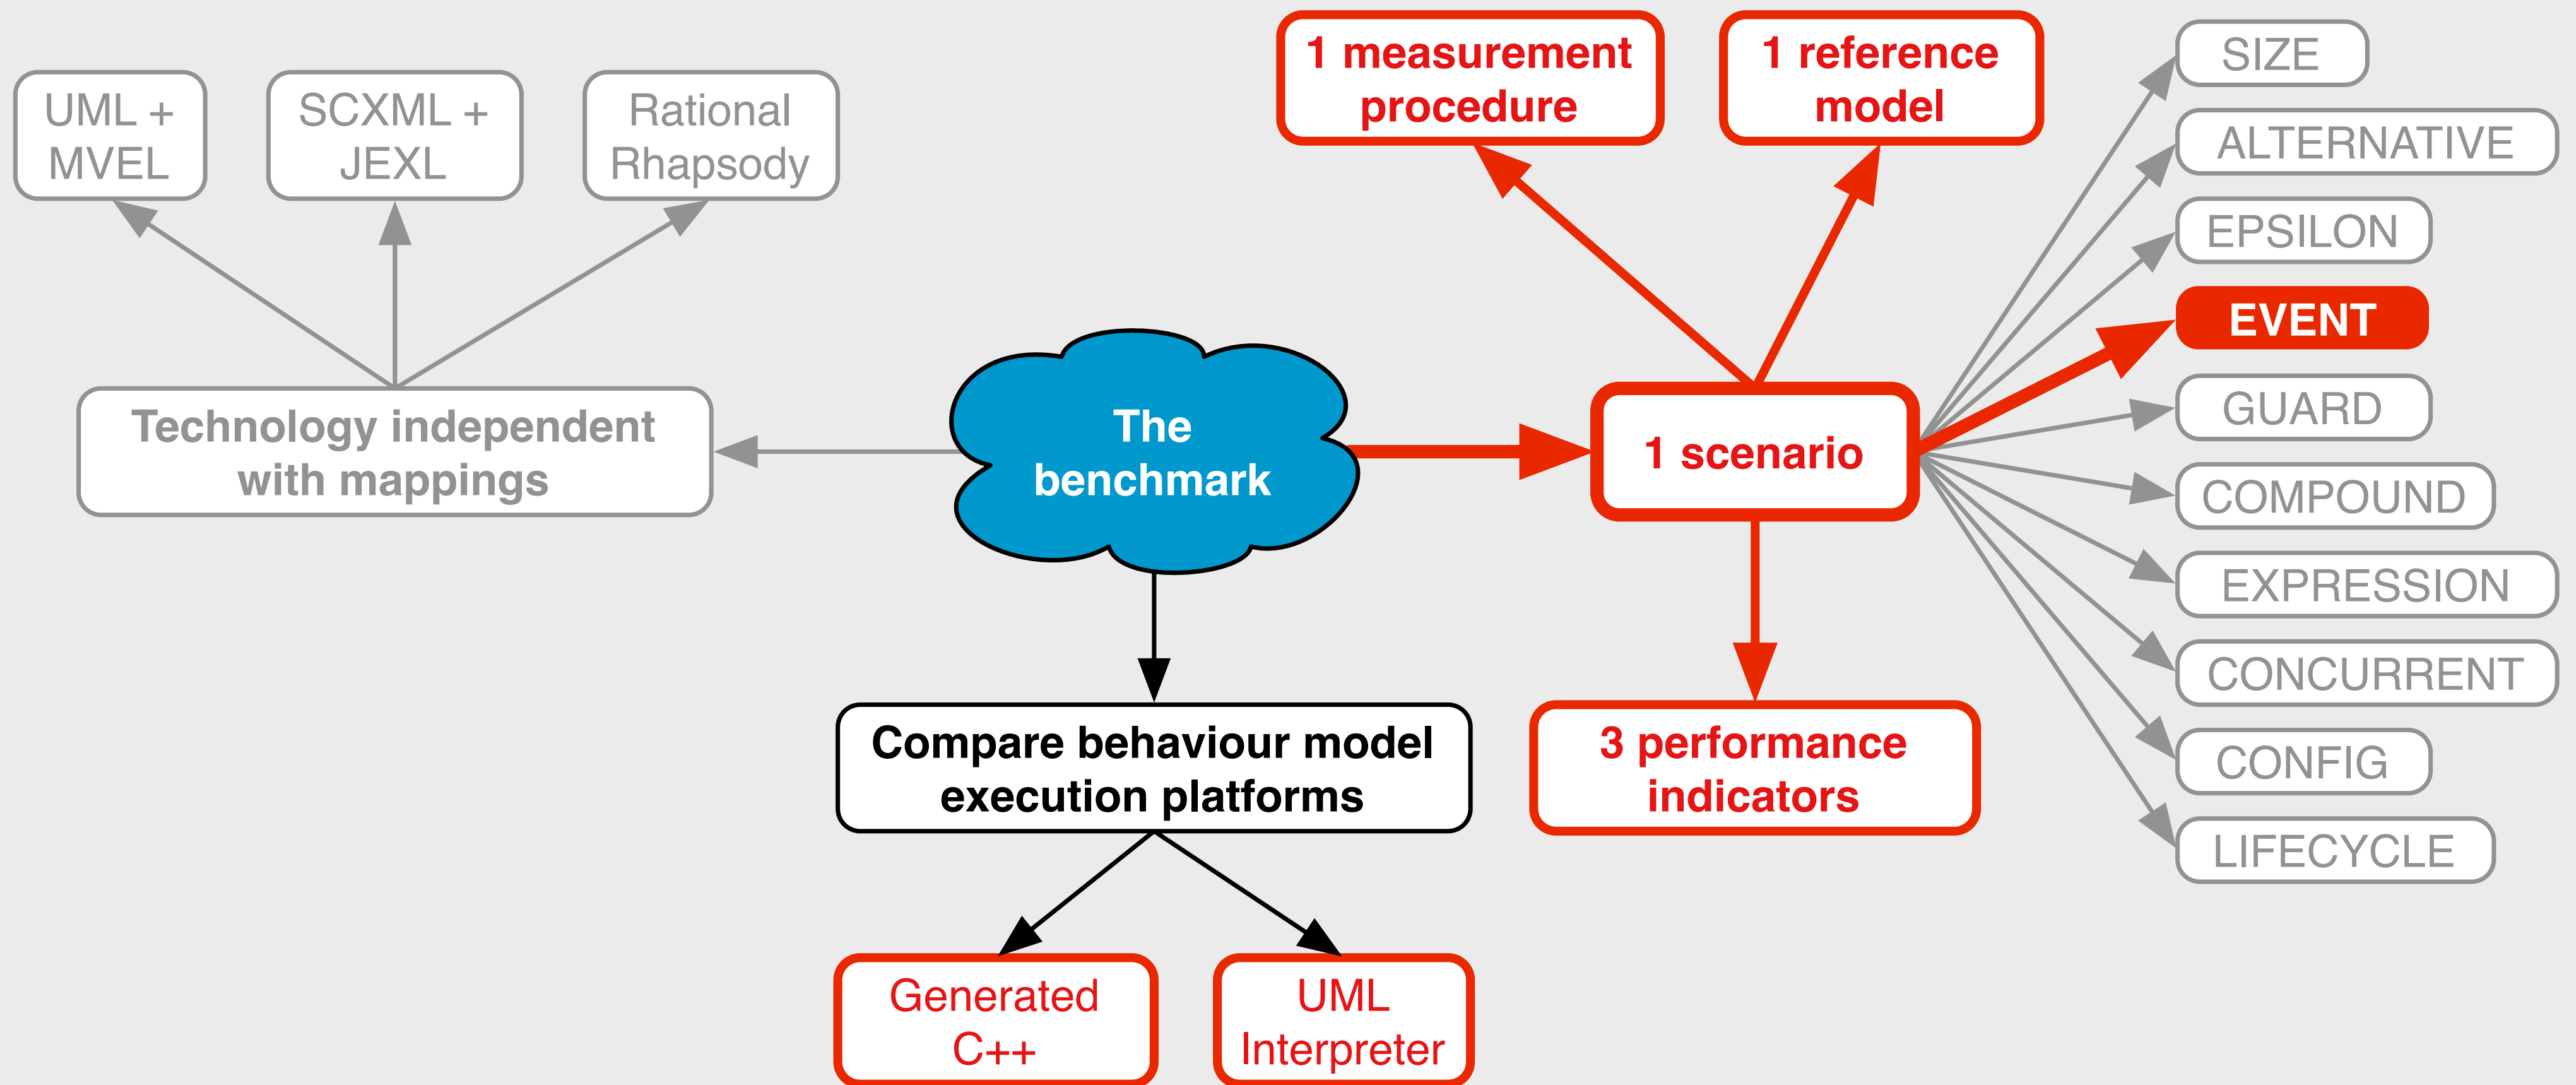 UML +
MVEL
SCXML +
JEXL
Rational
Rhapsody
Technology independent
with mappings
The
benchmark
1 measurement
procedure
1 reference
model
1 scenario
3 performance
indicators
Compare behaviour model
execution platforms
Generated
C++
UML
Interpreter
SIZE
ALTERNATIVE
EPSILON
EVENT
GUARD
COMPOUND
EXPRESSION
CONCURRENT
CONFIG
LIFECYCLE